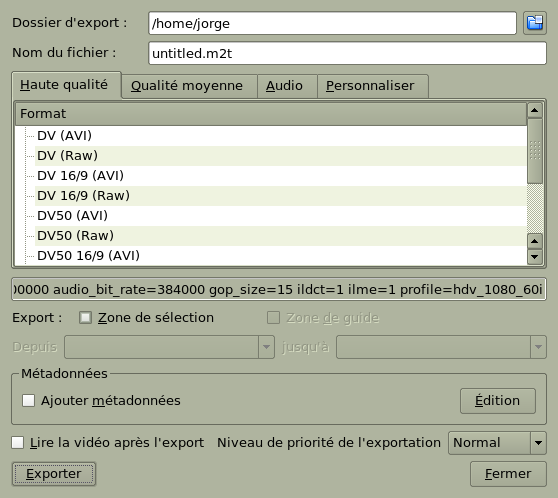 Dossier d'export :
/home/jorge
Nom du fichier :
untitled.m2t
Haute qualité
Qualité moyenne
Audio
Personnaliser
Format
DV (AVI)
DV (Raw)
DV 16/9 (AVI)
DV 16/9 (Raw)
DV50 (AVI)
DV50 (Raw)
DV50 16/9 (AVI)
00000 audio_bit_rate=384000 gop_size=15 ildct=1 ilme=1 profile=hdv_1080_60i
Export :
Zone de sélection
Zone de guide
Depuis
jusqu'à
Métadonnées
Ajouter métadonnées
Édition
Lire la vidéo après l'export
Niveau de priorité de l'exportation
Normal
Exporter
Fermer